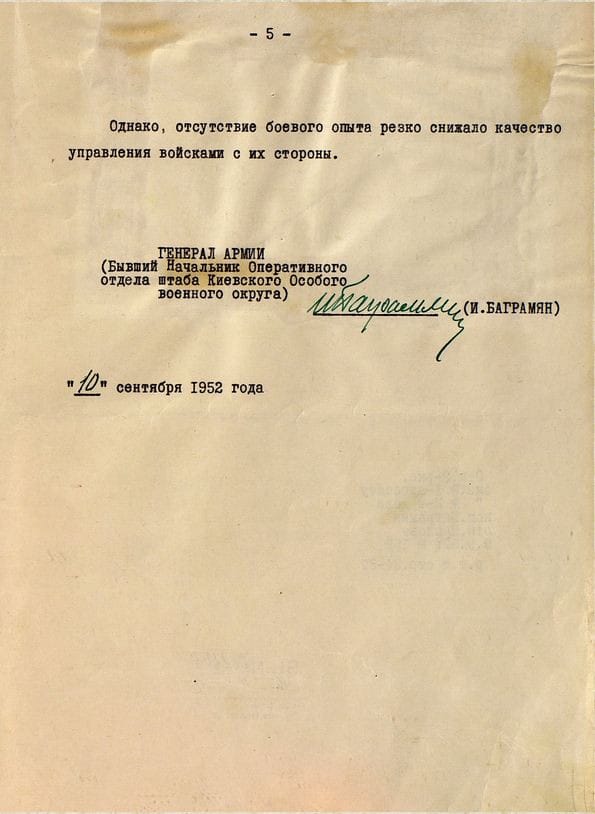 - 5 -
Однако, отсутствие боевого опыта резко снижало качество
управления войсками с их стороны.
ГЕНЕРАЛ АРМИИ
(Бывший Начальник Оперативного
отдела штаба Киевского Особого
военного округа)
ИБаграмян (И.БАГРАМЯН)
"10" сентября 1952 года